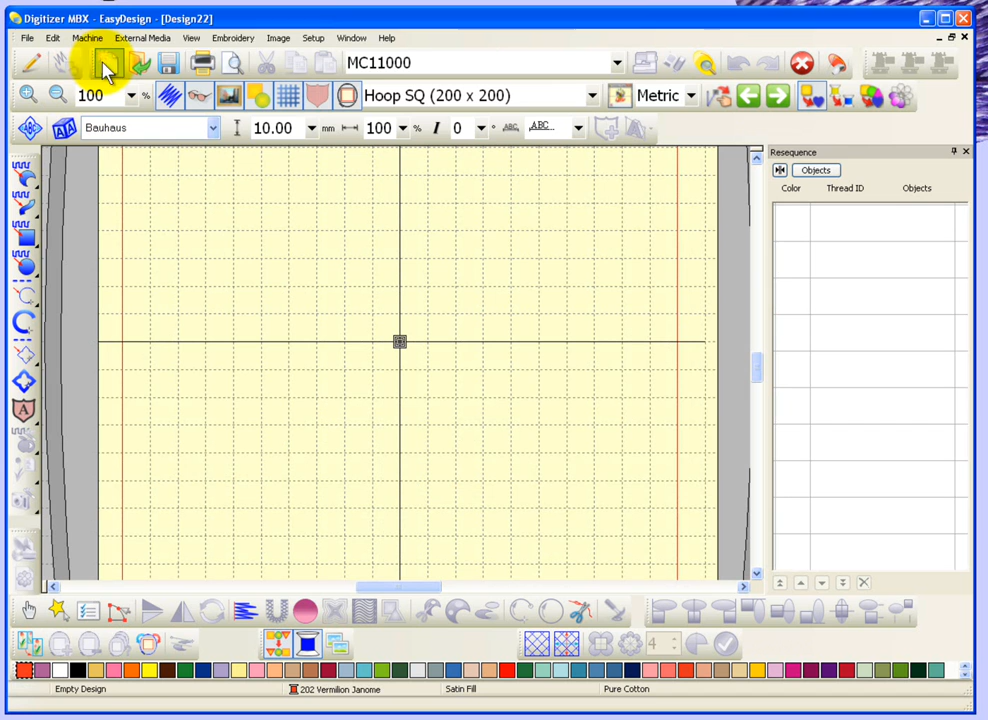 Digitizer MBX - EasyDesign - [Design22]
File Edit Machine External Media View Embroidery Image Setup Window Help
MC11000
100 % Hoop SQ (200 x 200) Metric
ABC Bauhaus 10.00 mm 100 % I 0 ° ABC ABC
Resequence
Objects
Color Thread ID Objects
A
4
Empty Design 202 Vermilion Janome Satin Fill Pure Cotton